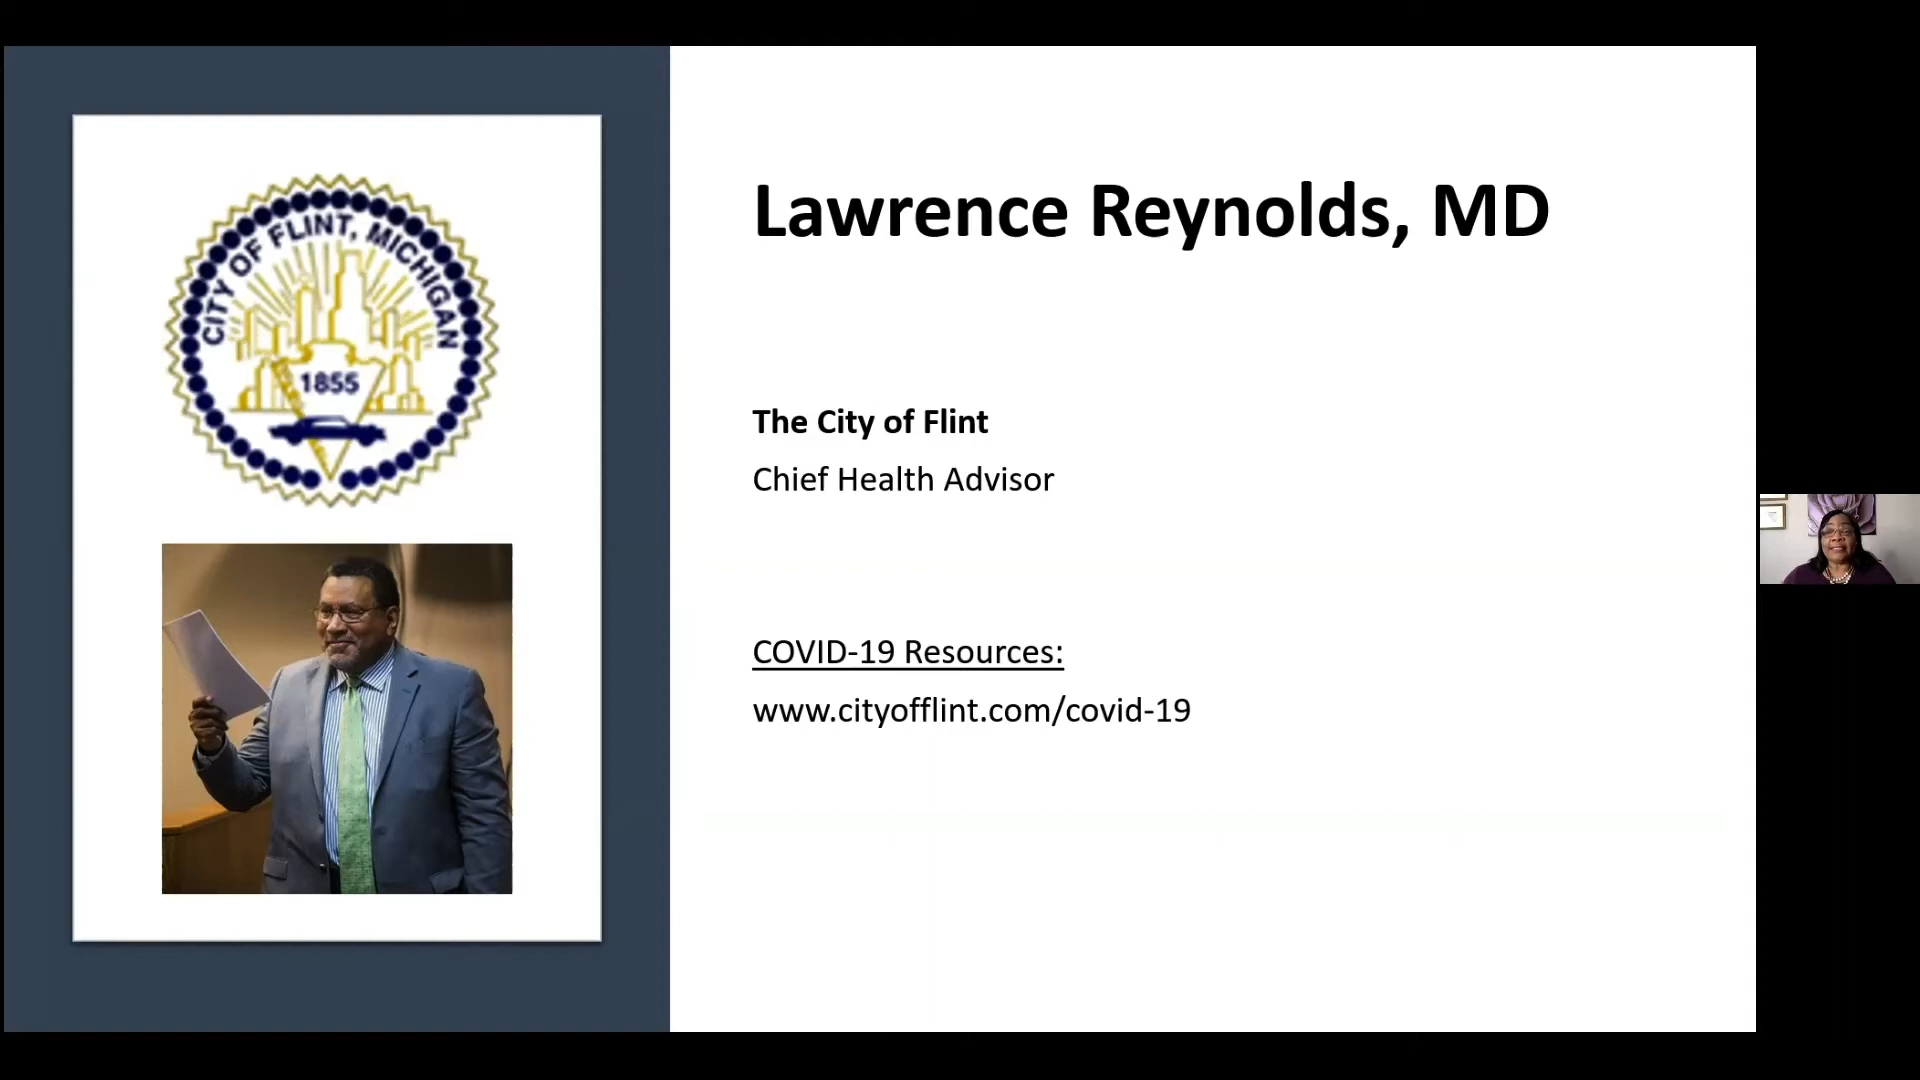 CITY OF FLINT, MICHIGAN
1855
Lawrence Reynolds, MD
The City of Flint
Chief Health Advisor
COVID-19 Resources:
www.cityofflint.com/covid-19